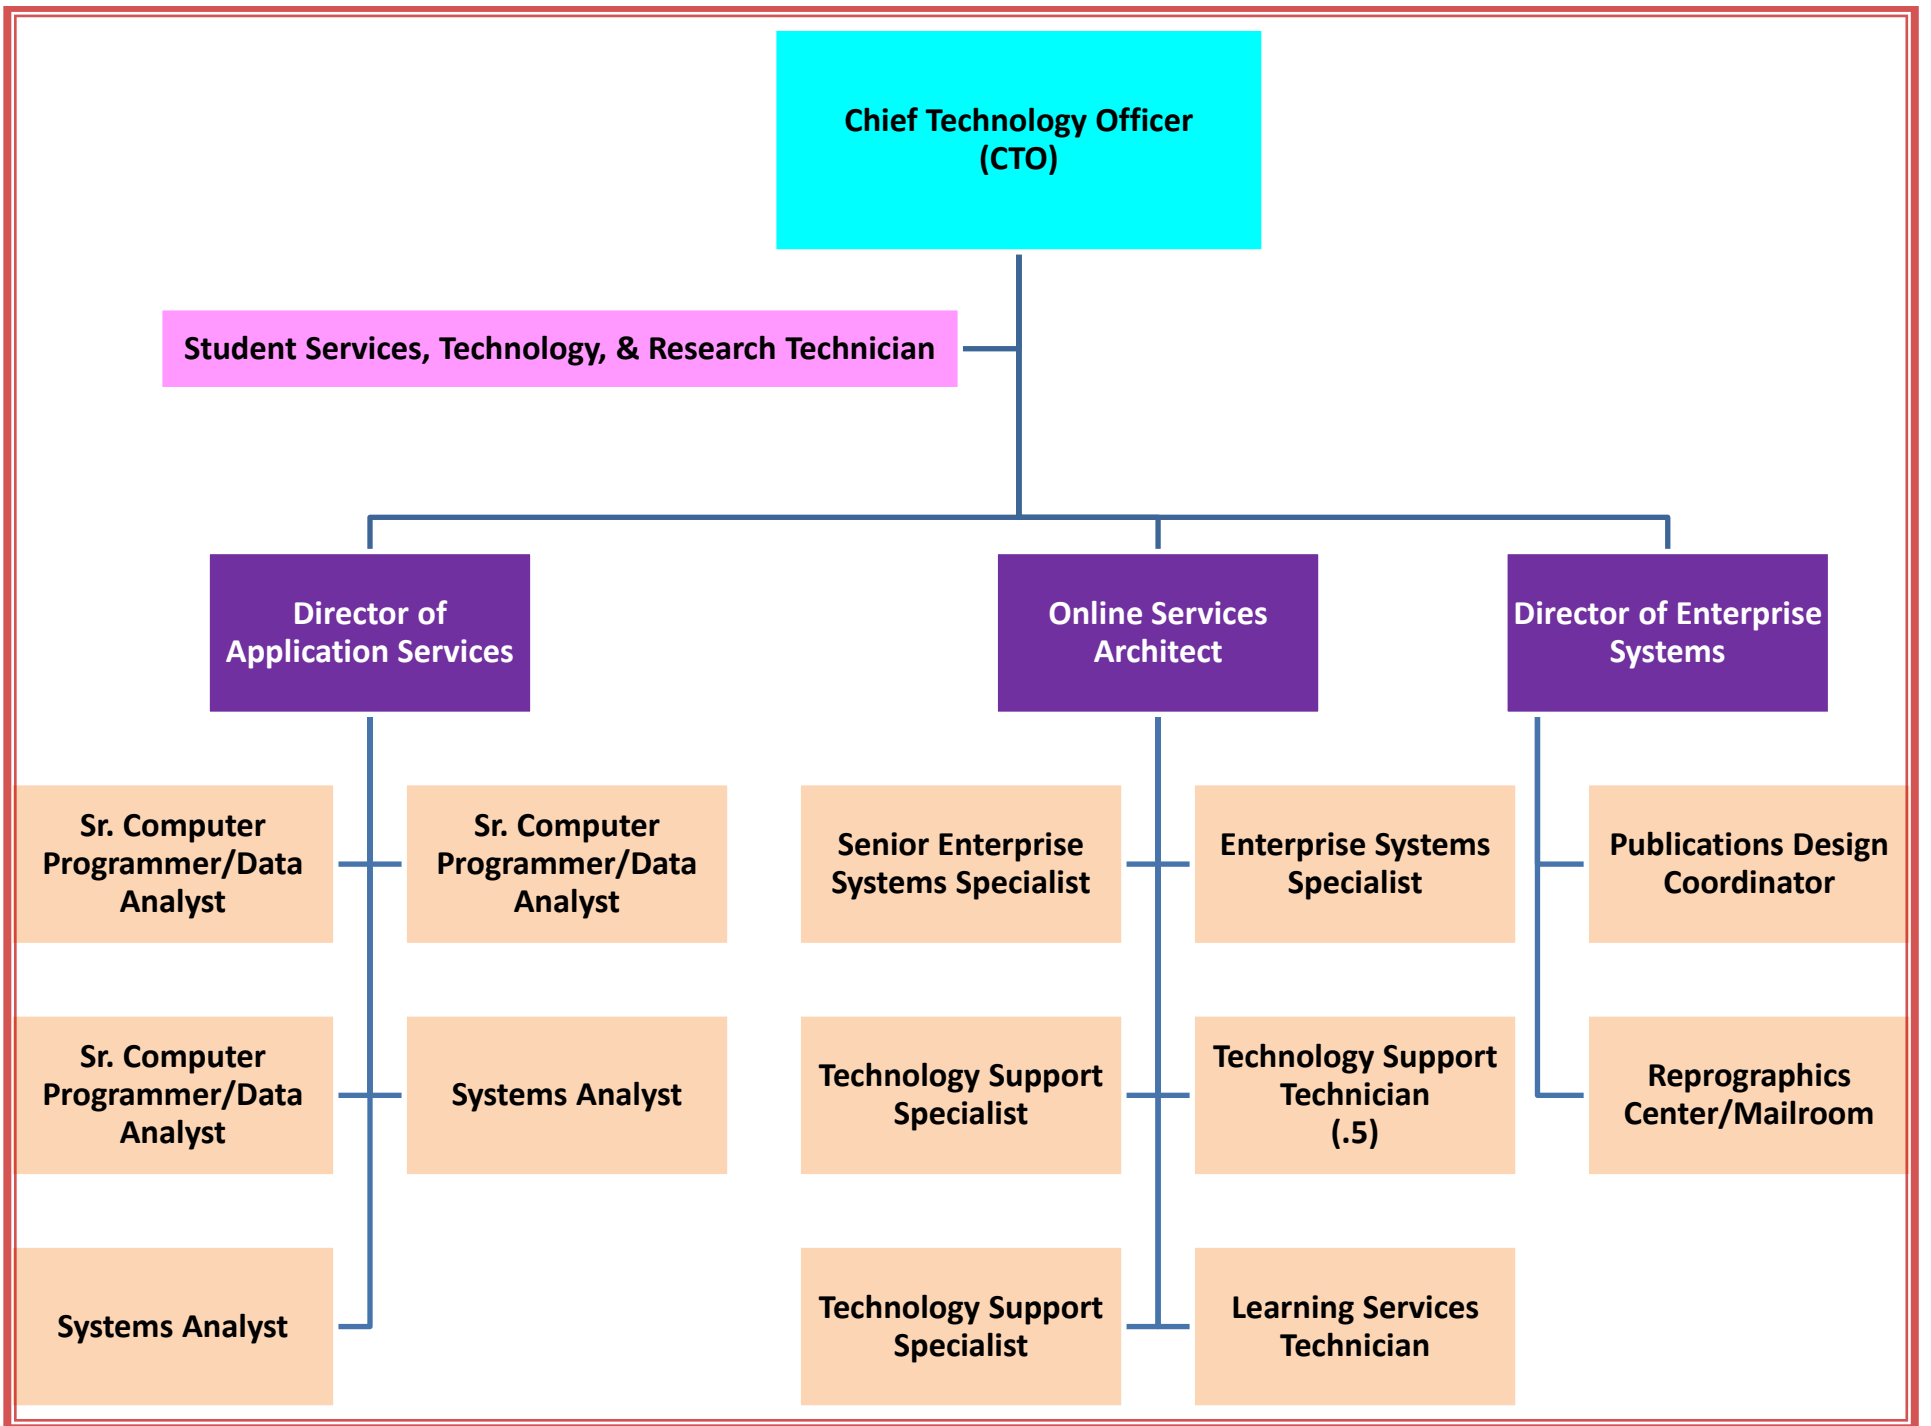 Chief Technology Officer
(CTO)
Student Services, Technology, & Research Technician
Director of
Application Services
Online Services
Architect
Director of Enterprise
Systems
Sr. Computer
Programmer/Data
Analyst
Sr. Computer
Programmer/Data
Analyst
Senior Enterprise
Systems Specialist
Enterprise Systems
Specialist
Publications Design
Coordinator
Sr. Computer
Programmer/Data
Analyst
Systems Analyst
Technology Support
Specialist
Technology Support
Technician
(.5)
Reprographics
Center/Mailroom
Systems Analyst
Technology Support
Specialist
Learning Services
Technician